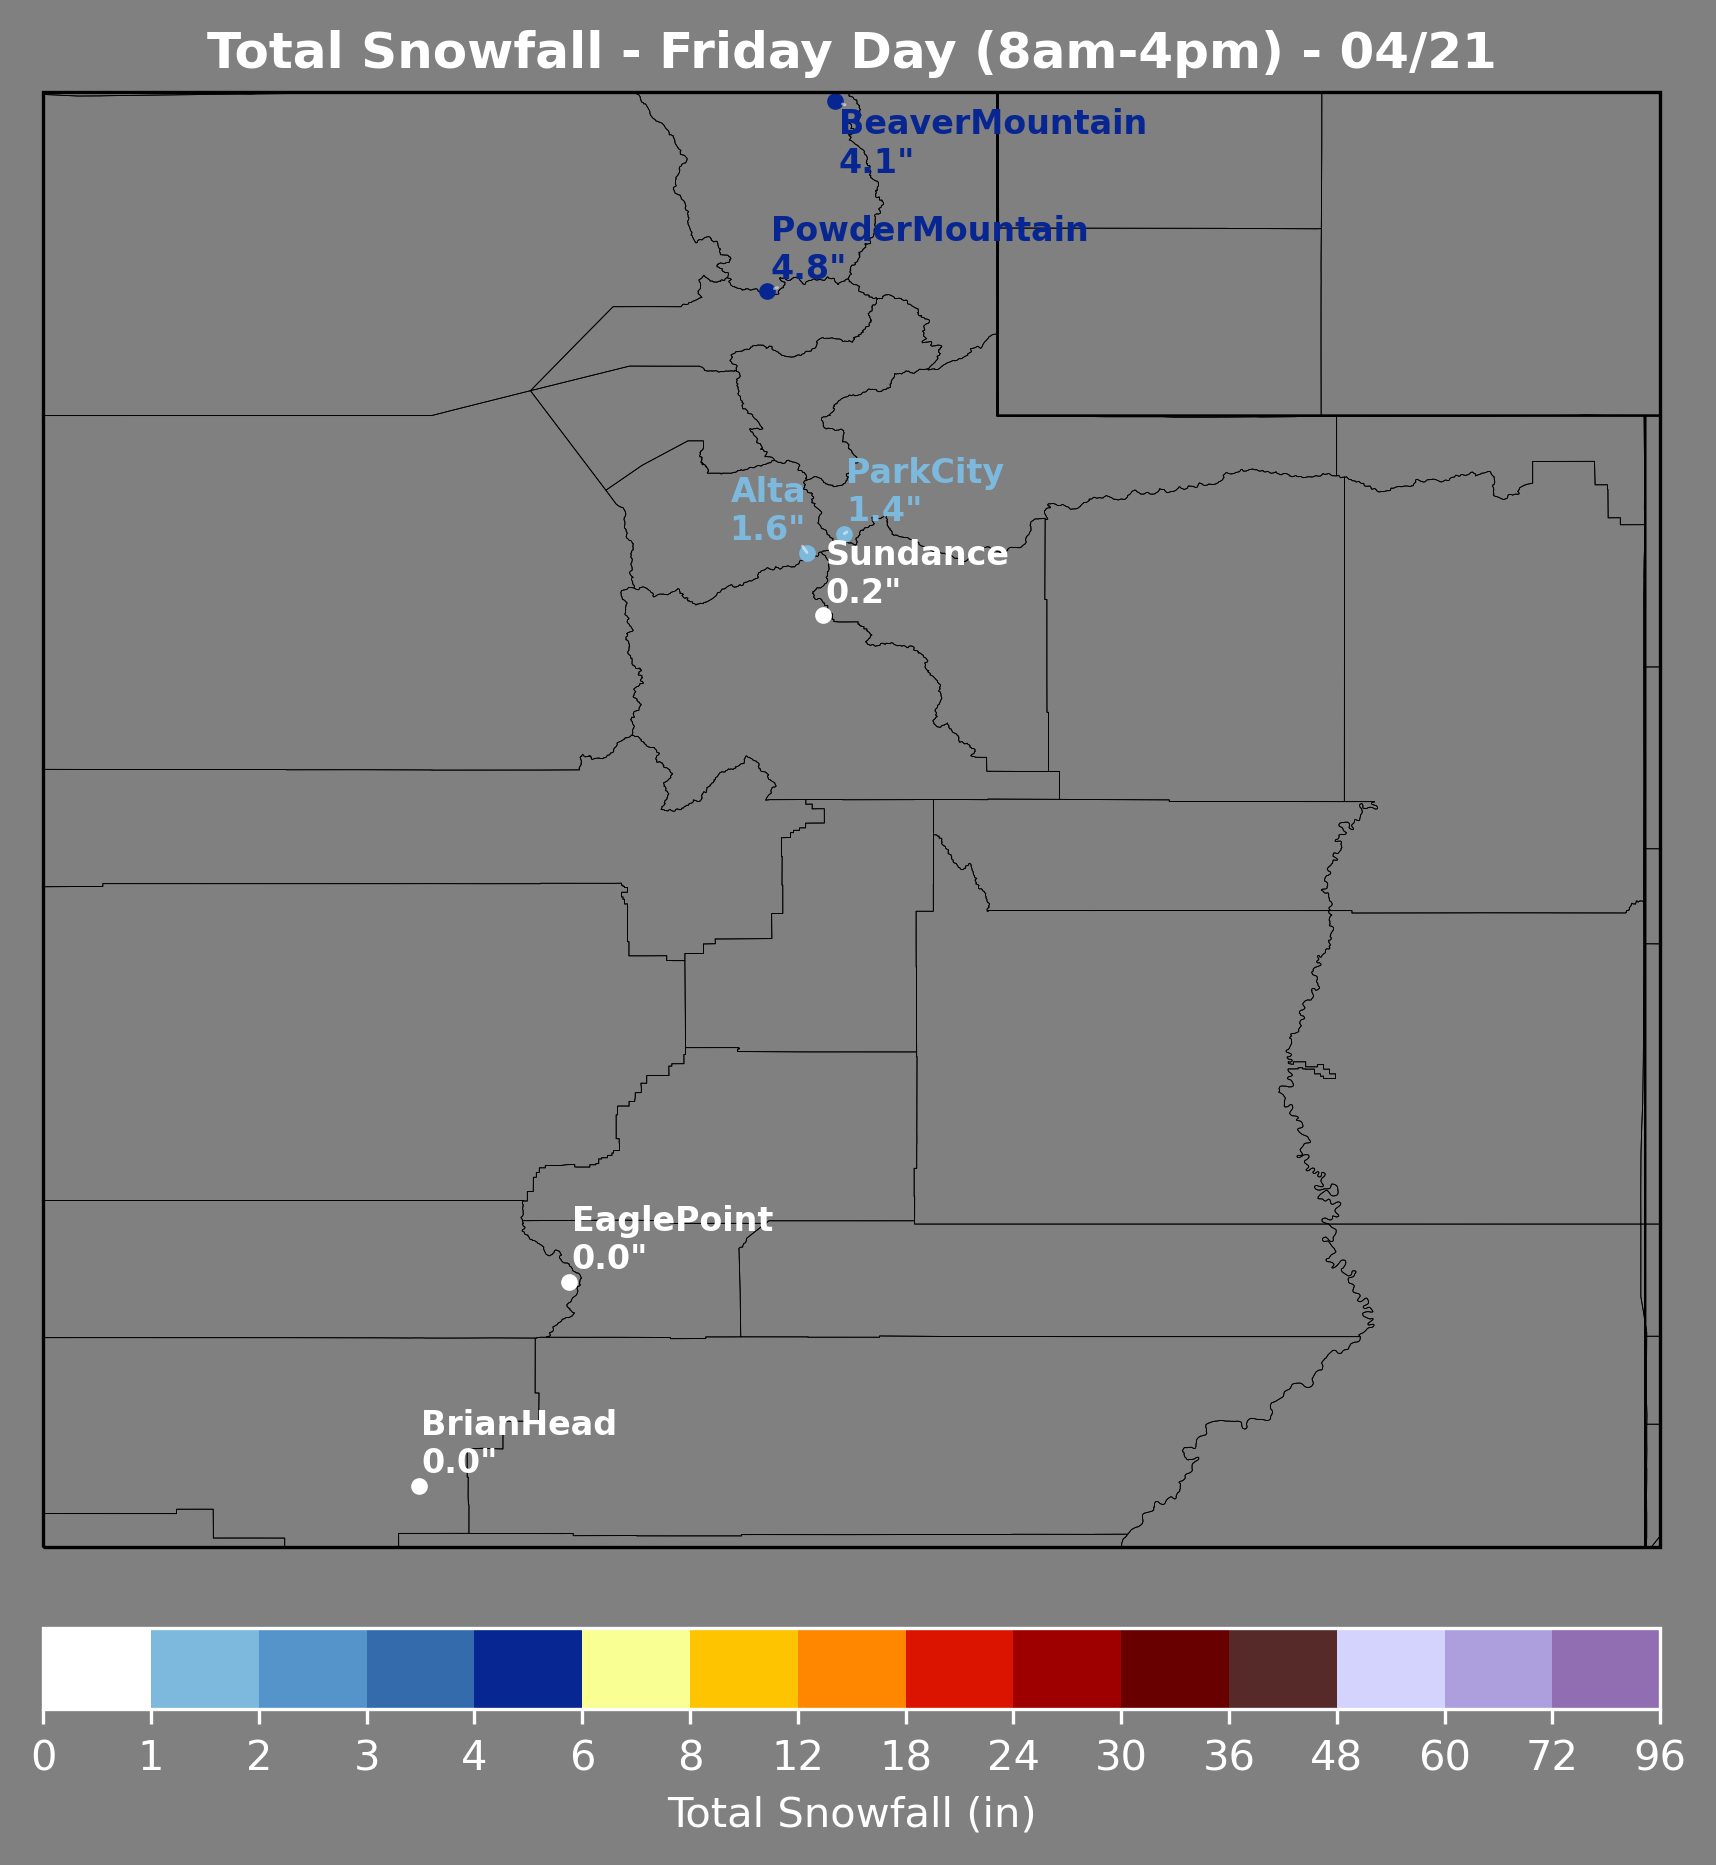 Total Snowfall - Friday Day (8am-4pm) - 04/21
BeaverMountain
4.1"
PowderMountain
4.8"
ParkCity
1.4"
Alta
1.6"
Sundance
0.2"
EaglePoint
0.0"
BrianHead
0.0"
0 1 2 3 4 6 8 12 18 24 30 36 48 60 72 96
Total Snowfall (in)